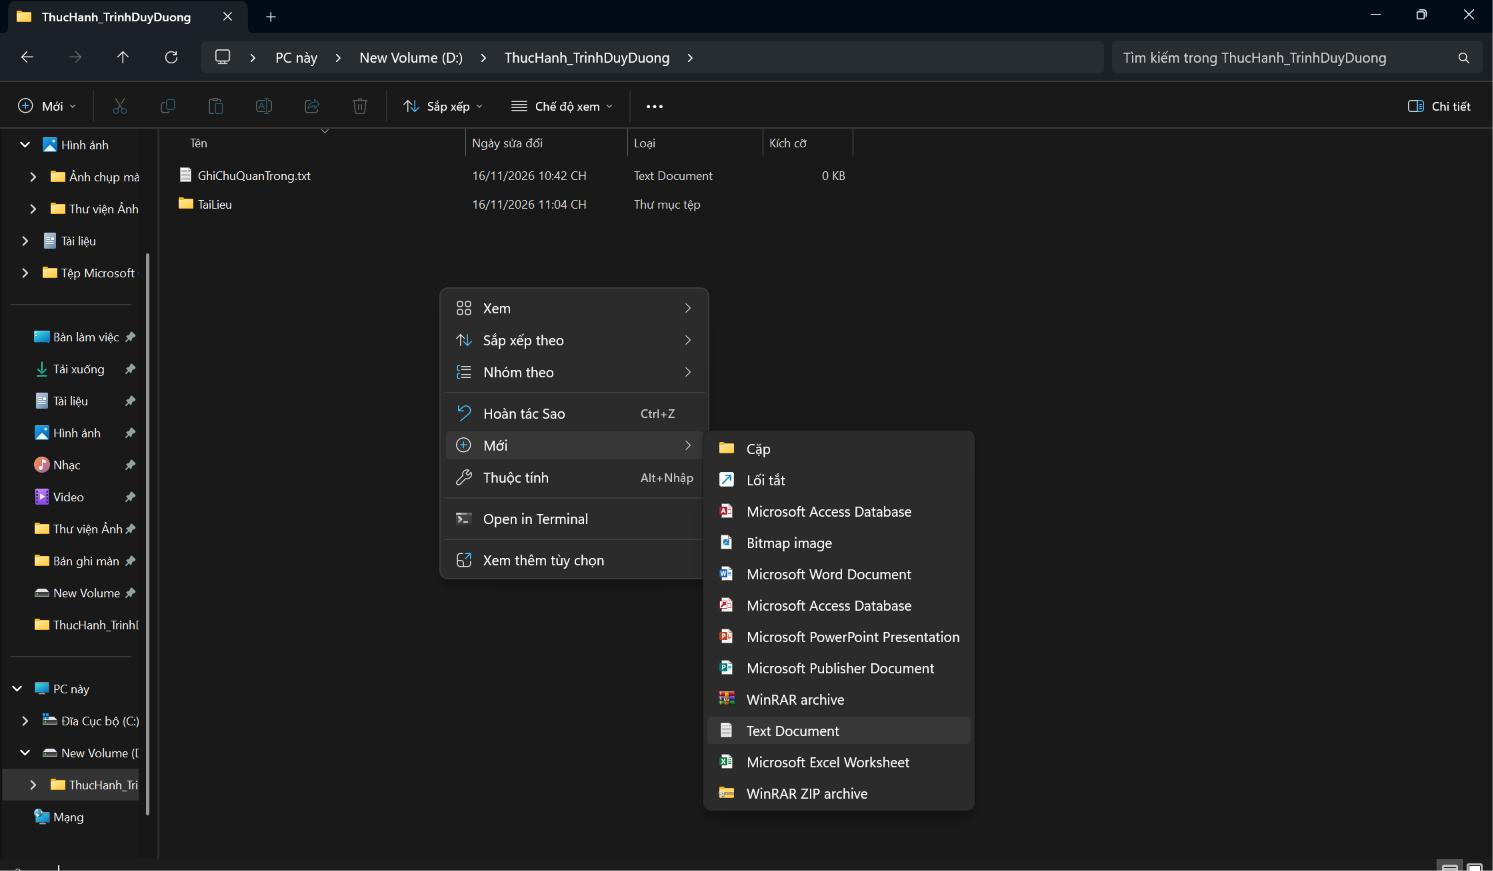 ThucHanh_TrinhDuyDuong
PC này
New Volume (D:)
ThucHanh_TrinhDuyDuong
Tìm kiếm trong ThucHanh_TrinhDuyDuong
Mới
Sắp xếp
Chế độ xem
Chi tiết
Hình ảnh
Ảnh chụp mà
Thư viện Ảnh
Tài liệu
Tệp Microsoft
Bàn làm việc
Tải xuống
Tài liệu
Hình ảnh
Nhạc
Video
Thư viện Ảnh
Bản ghi màn
New Volume
ThucHanh_Trinh
PC này
Đĩa Cục bộ (C:)
New Volume (
ThucHanh_Tri
Mạng
Tên
Ngày sửa đổi
Loại
Kích cỡ
GhiChuQuanTrong.txt
16/11/2026 10:42 CH
Text Document
0 KB
TaiLieu
16/11/2026 11:04 CH
Thư mục tệp
Xem
Sắp xếp theo
Nhóm theo
Hoàn tác Sao
Ctrl+Z
Mới
Thuộc tính
Alt+Nhập
Open in Terminal
Xem thêm tùy chọn
Cặp
Lối tắt
Microsoft Access Database
Bitmap image
Microsoft Word Document
Microsoft Access Database
Microsoft PowerPoint Presentation
Microsoft Publisher Document
WinRAR archive
Text Document
Microsoft Excel Worksheet
WinRAR ZIP archive